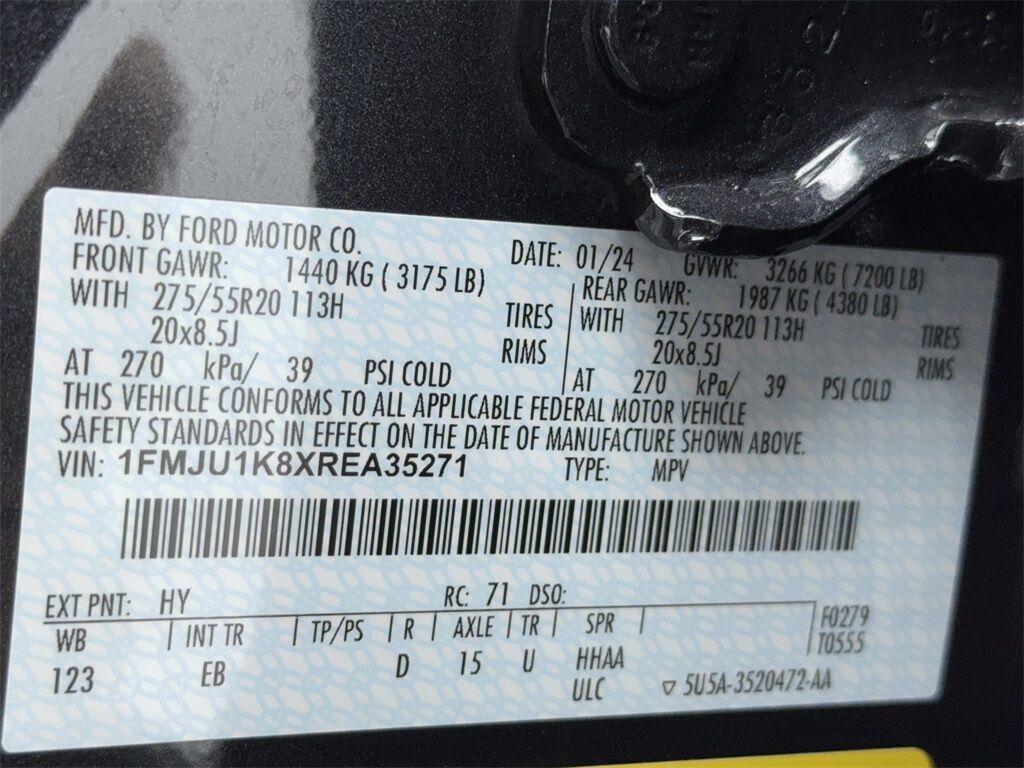 332
MFD. BY FORD MOTOR CO.
DATE: 01/24 GVWR: 3266 KG ( 7200 LB)
FRONT GAWR: 1440 KG ( 3175 LB)
WITH 275/55R20 113H TIRES
20x8.5J RIMS
AT 270 kPa/ 39 PSI COLD
REAR GAWR: 1987 KG ( 4380 LB)
WITH 275/55R20 113H TIRES
20x8.5J RIMS
AT 270 kPa/ 39 PSI COLD
THIS VEHICLE CONFORMS TO ALL APPLICABLE FEDERAL MOTOR VEHICLE
SAFETY STANDARDS IN EFFECT ON THE DATE OF MANUFACTURE SHOWN ABOVE.
VIN: 1FMJU1K8XREA35271 TYPE: MPV
EXT PNT: HY RC: 71 DSO:
WB INT TR TP/PS R AXLE TR SPR
123 EB D 15 U HHAA
ULC
F0279
T0555
5U5A-3520472-AA